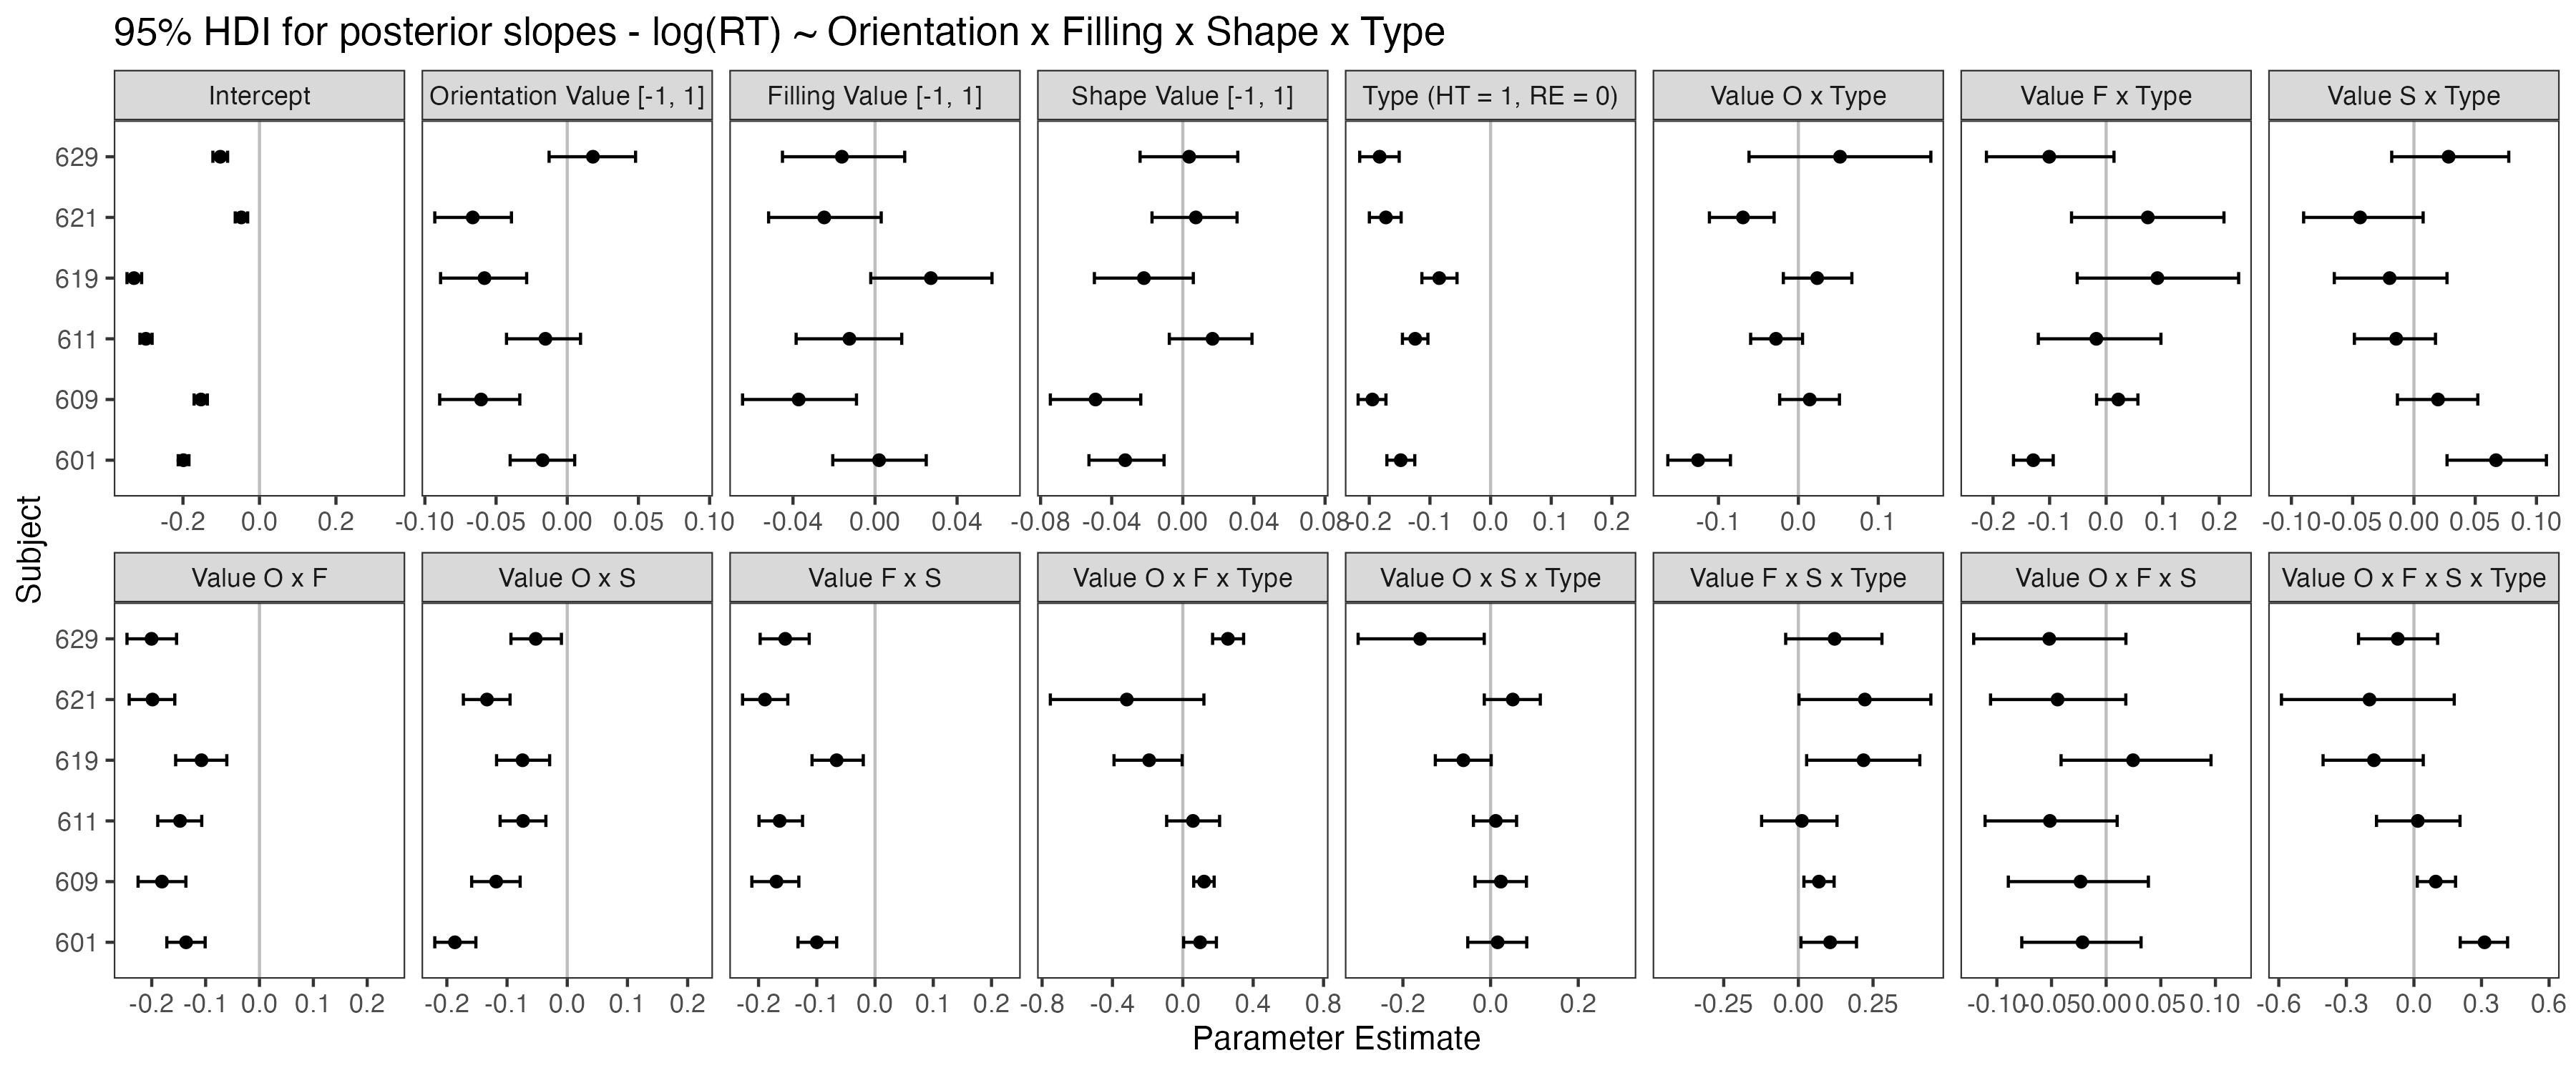 95% HDI for posterior slopes - log(RT) ~ Orientation x Filling x Shape x Type
Intercept
Orientation Value [-1, 1]
Filling Value [-1, 1]
Shape Value [-1, 1]
Type (HT = 1, RE = 0)
Value O x Type
Value F x Type
Value S x Type
629
621
619
611
609
601
-0.2 0.0 0.2
-0.10 -0.05 0.00 0.05 0.10
-0.04 0.00 0.04
-0.08 -0.04 0.00 0.04 0.08
-0.2 -0.1 0.0 0.1 0.2
-0.1 0.0 0.1
-0.2 -0.1 0.0 0.1 0.2
-0.10 -0.05 0.00 0.05 0.10
Subject
Value O x F
Value O x S
Value F x S
Value O x F x Type
Value O x S x Type
Value F x S x Type
Value O x F x S
Value O x F x S x Type
629
621
619
611
609
601
-0.2 -0.1 0.0 0.1 0.2
-0.2 -0.1 0.0 0.1 0.2
-0.2 -0.1 0.0 0.1 0.2
-0.8 -0.4 0.0 0.4 0.8
-0.2 0.0 0.2
-0.25 0.00 0.25
-0.10 -0.05 0.00 0.05 0.10
-0.6 -0.3 0.0 0.3 0.6
Parameter Estimate